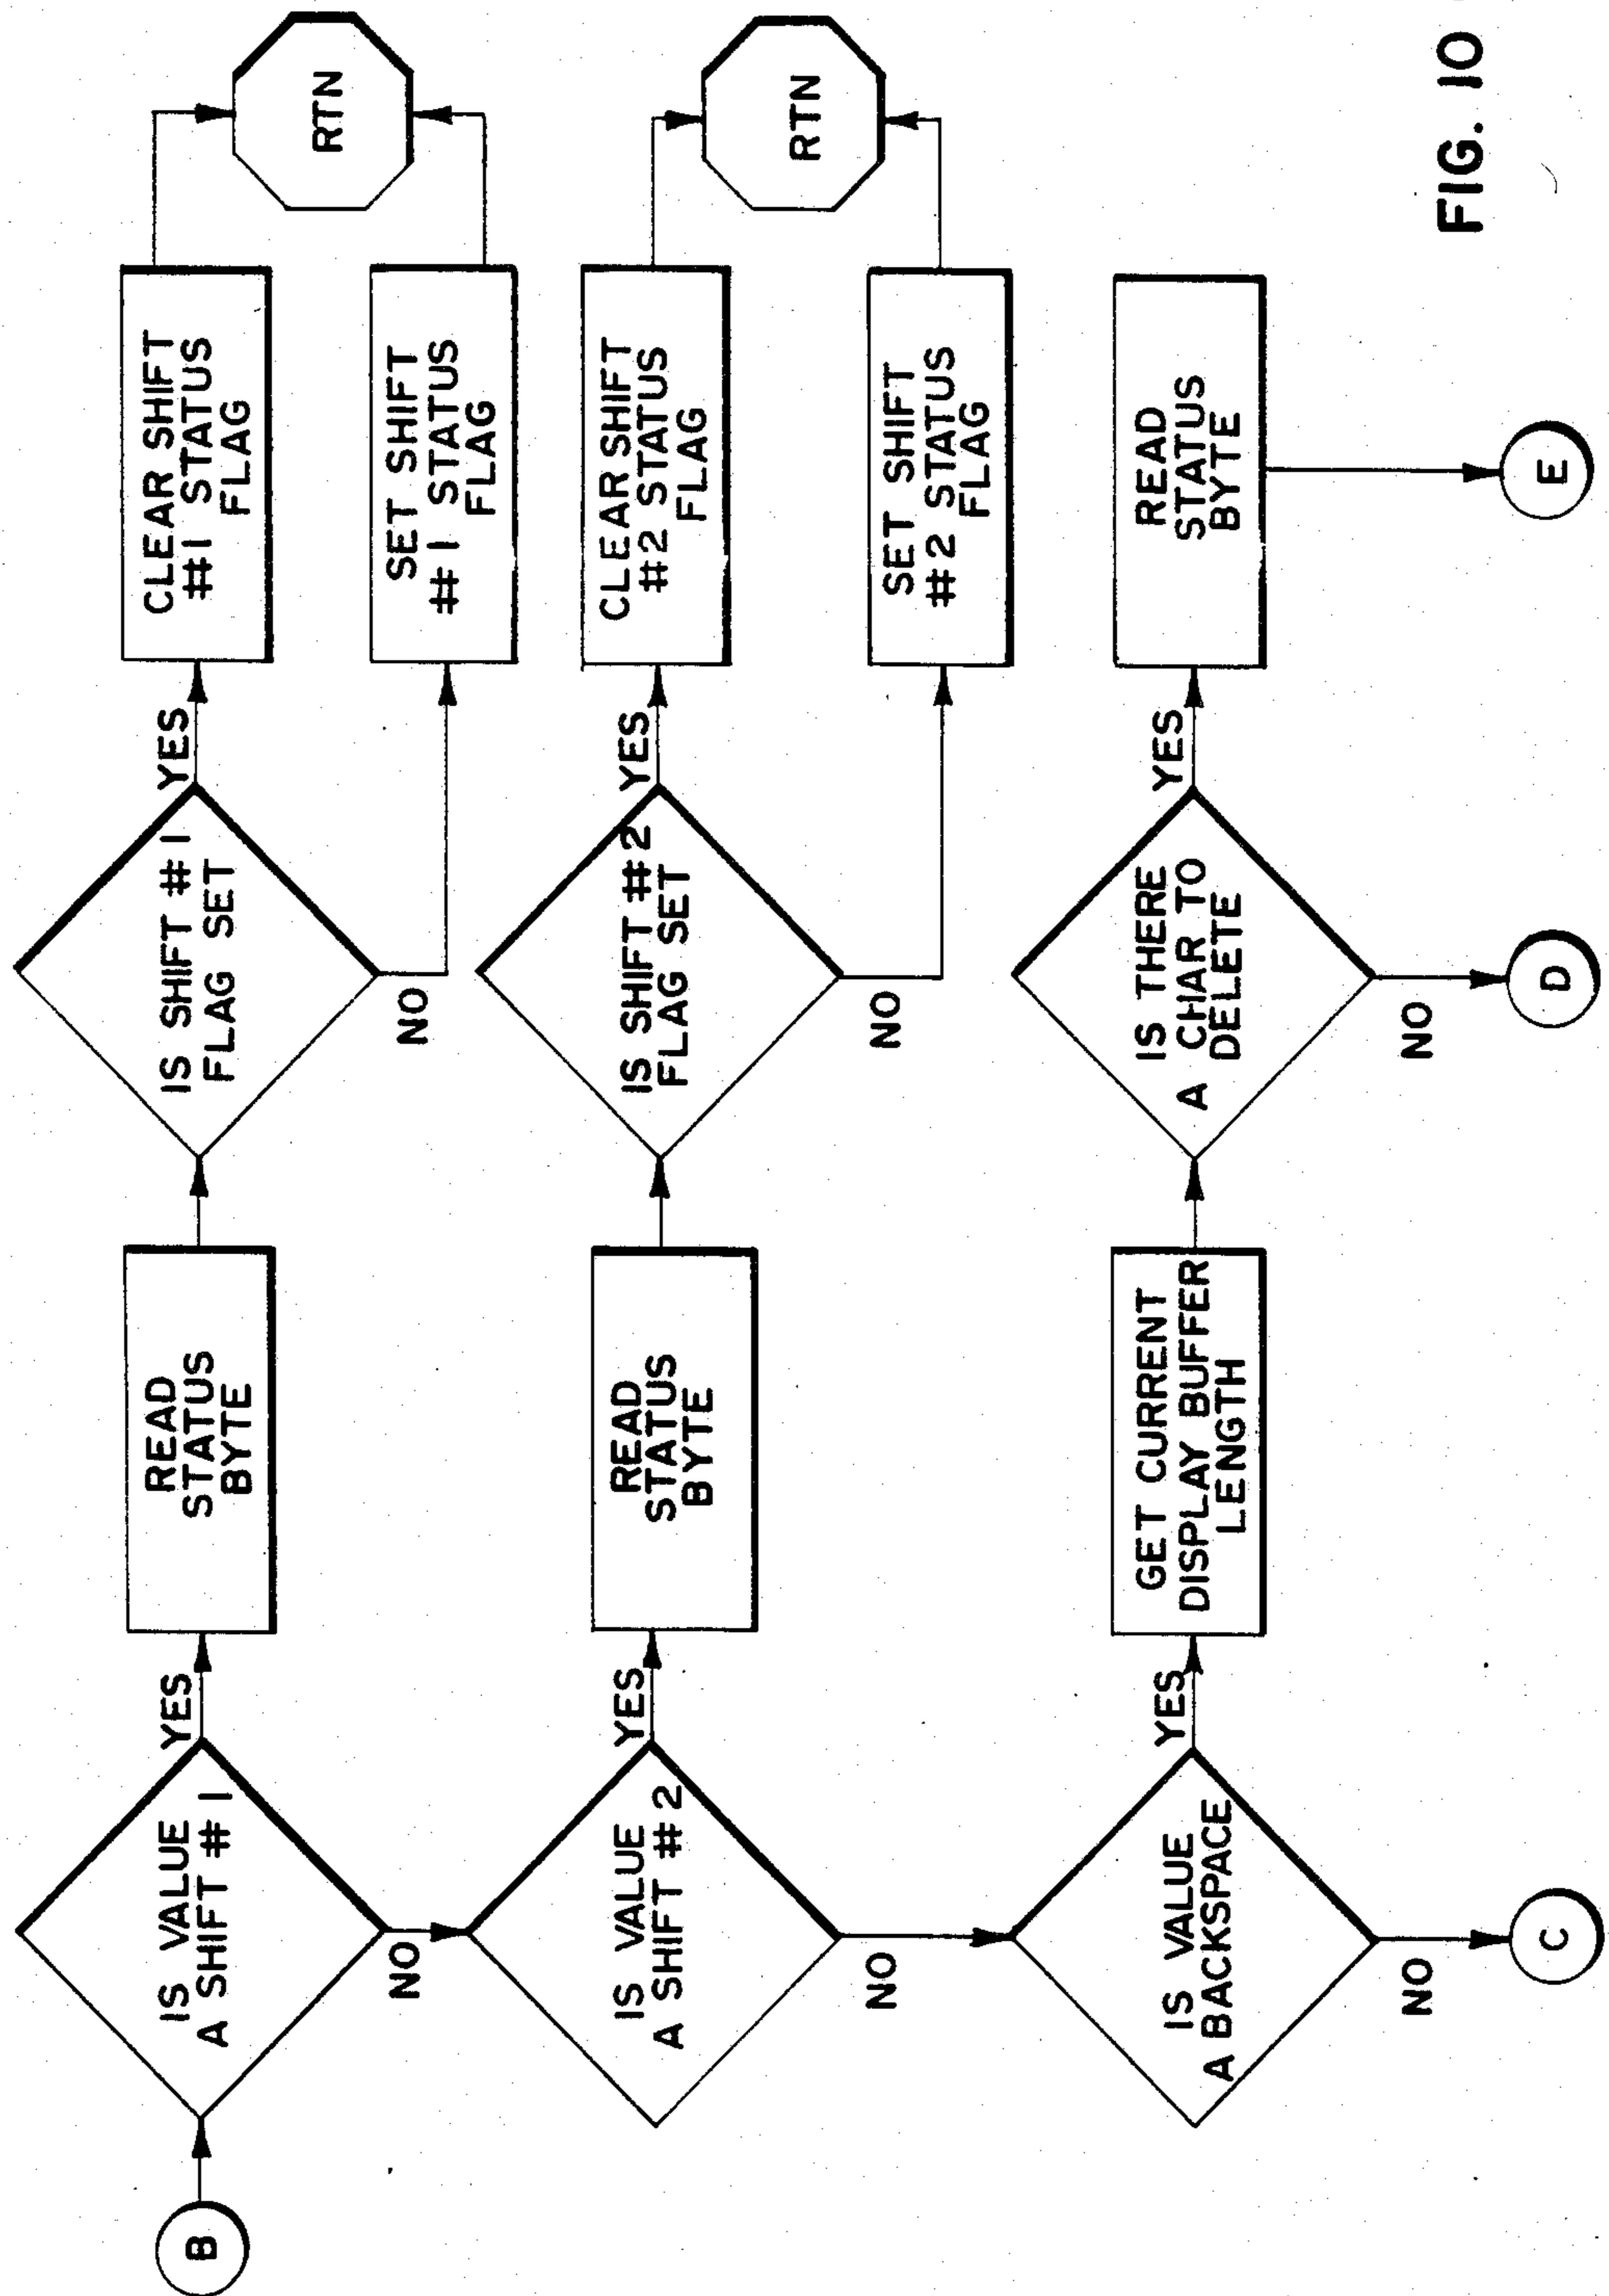 B
IS VALUE
A SHIFT # 1
YES
NO
READ
STATUS
BYTE
IS SHIFT # 1
FLAG SET
YES
NO
CLEAR SHIFT
#1 STATUS
FLAG
SET SHIFT
# 1 STATUS
FLAG
RTN
IS VALUE
A SHIFT # 2
YES
NO
READ
STATUS
BYTE
IS SHIFT #2
FLAG SET
YES
NO
CLEAR SHIFT
#2 STATUS
FLAG
SET SHIFT
#2 STATUS
FLAG
RTN
IS VALUE
A BACKSPACE
YES
NO
C
GET CURRENT
DISPLAY BUFFER
LENGTH
IS THERE
A CHAR TO
DELETE
YES
NO
D
READ
STATUS
BYTE
E
FIG. 10